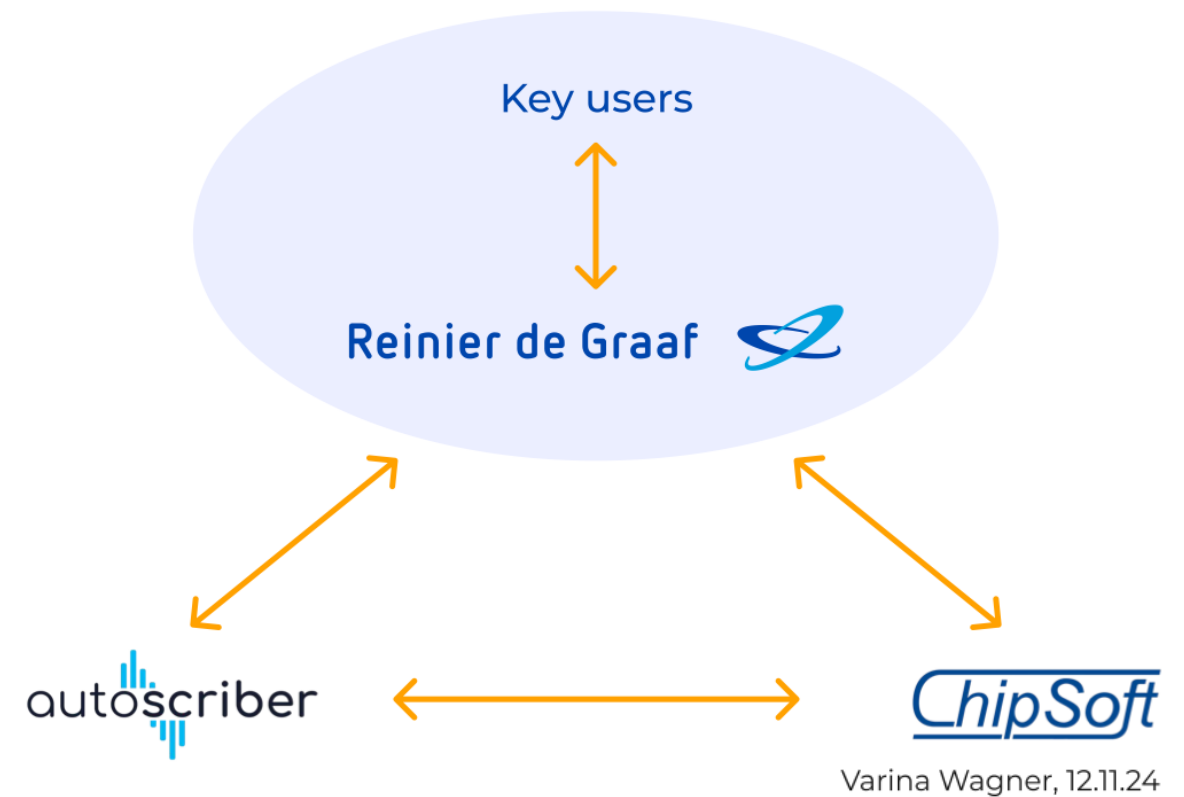 Key users
Reinier de Graaf
autoscriber
ChipSoft
Varina Wagner, 12.11.24